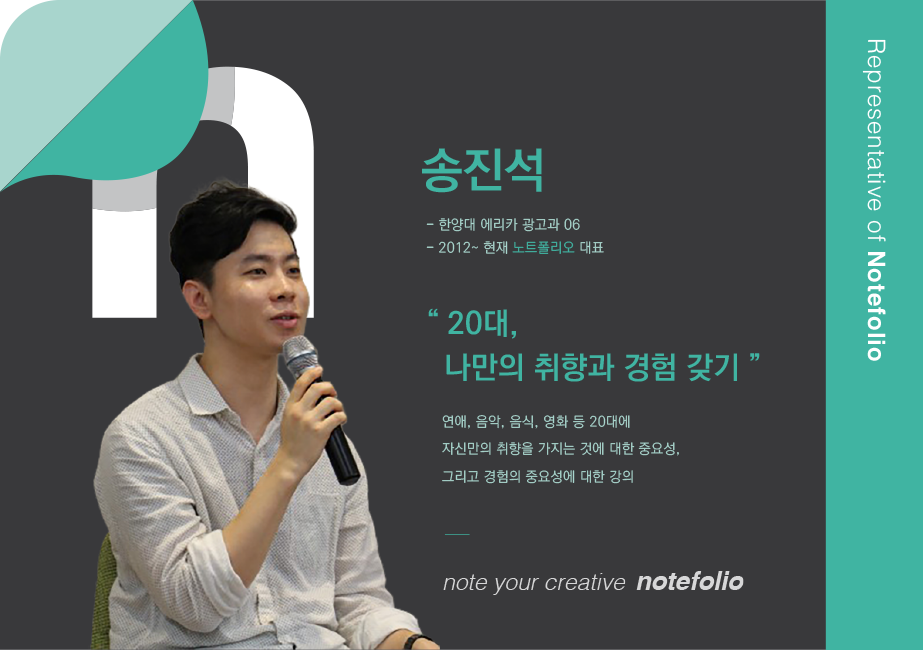 송진석
- 한양대 에리카 광고과 06
- 2012~ 현재 노트폴리오 대표
“ 20대,
나만의 취향과 경험 갖기 ”
연애, 음악, 음식, 영화 등 20대에
자신만의 취향을 가지는 것에 대한 중요성,
그리고 경험의 중요성에 대한 강의
note your creative notefolio
Representative of Notefolio